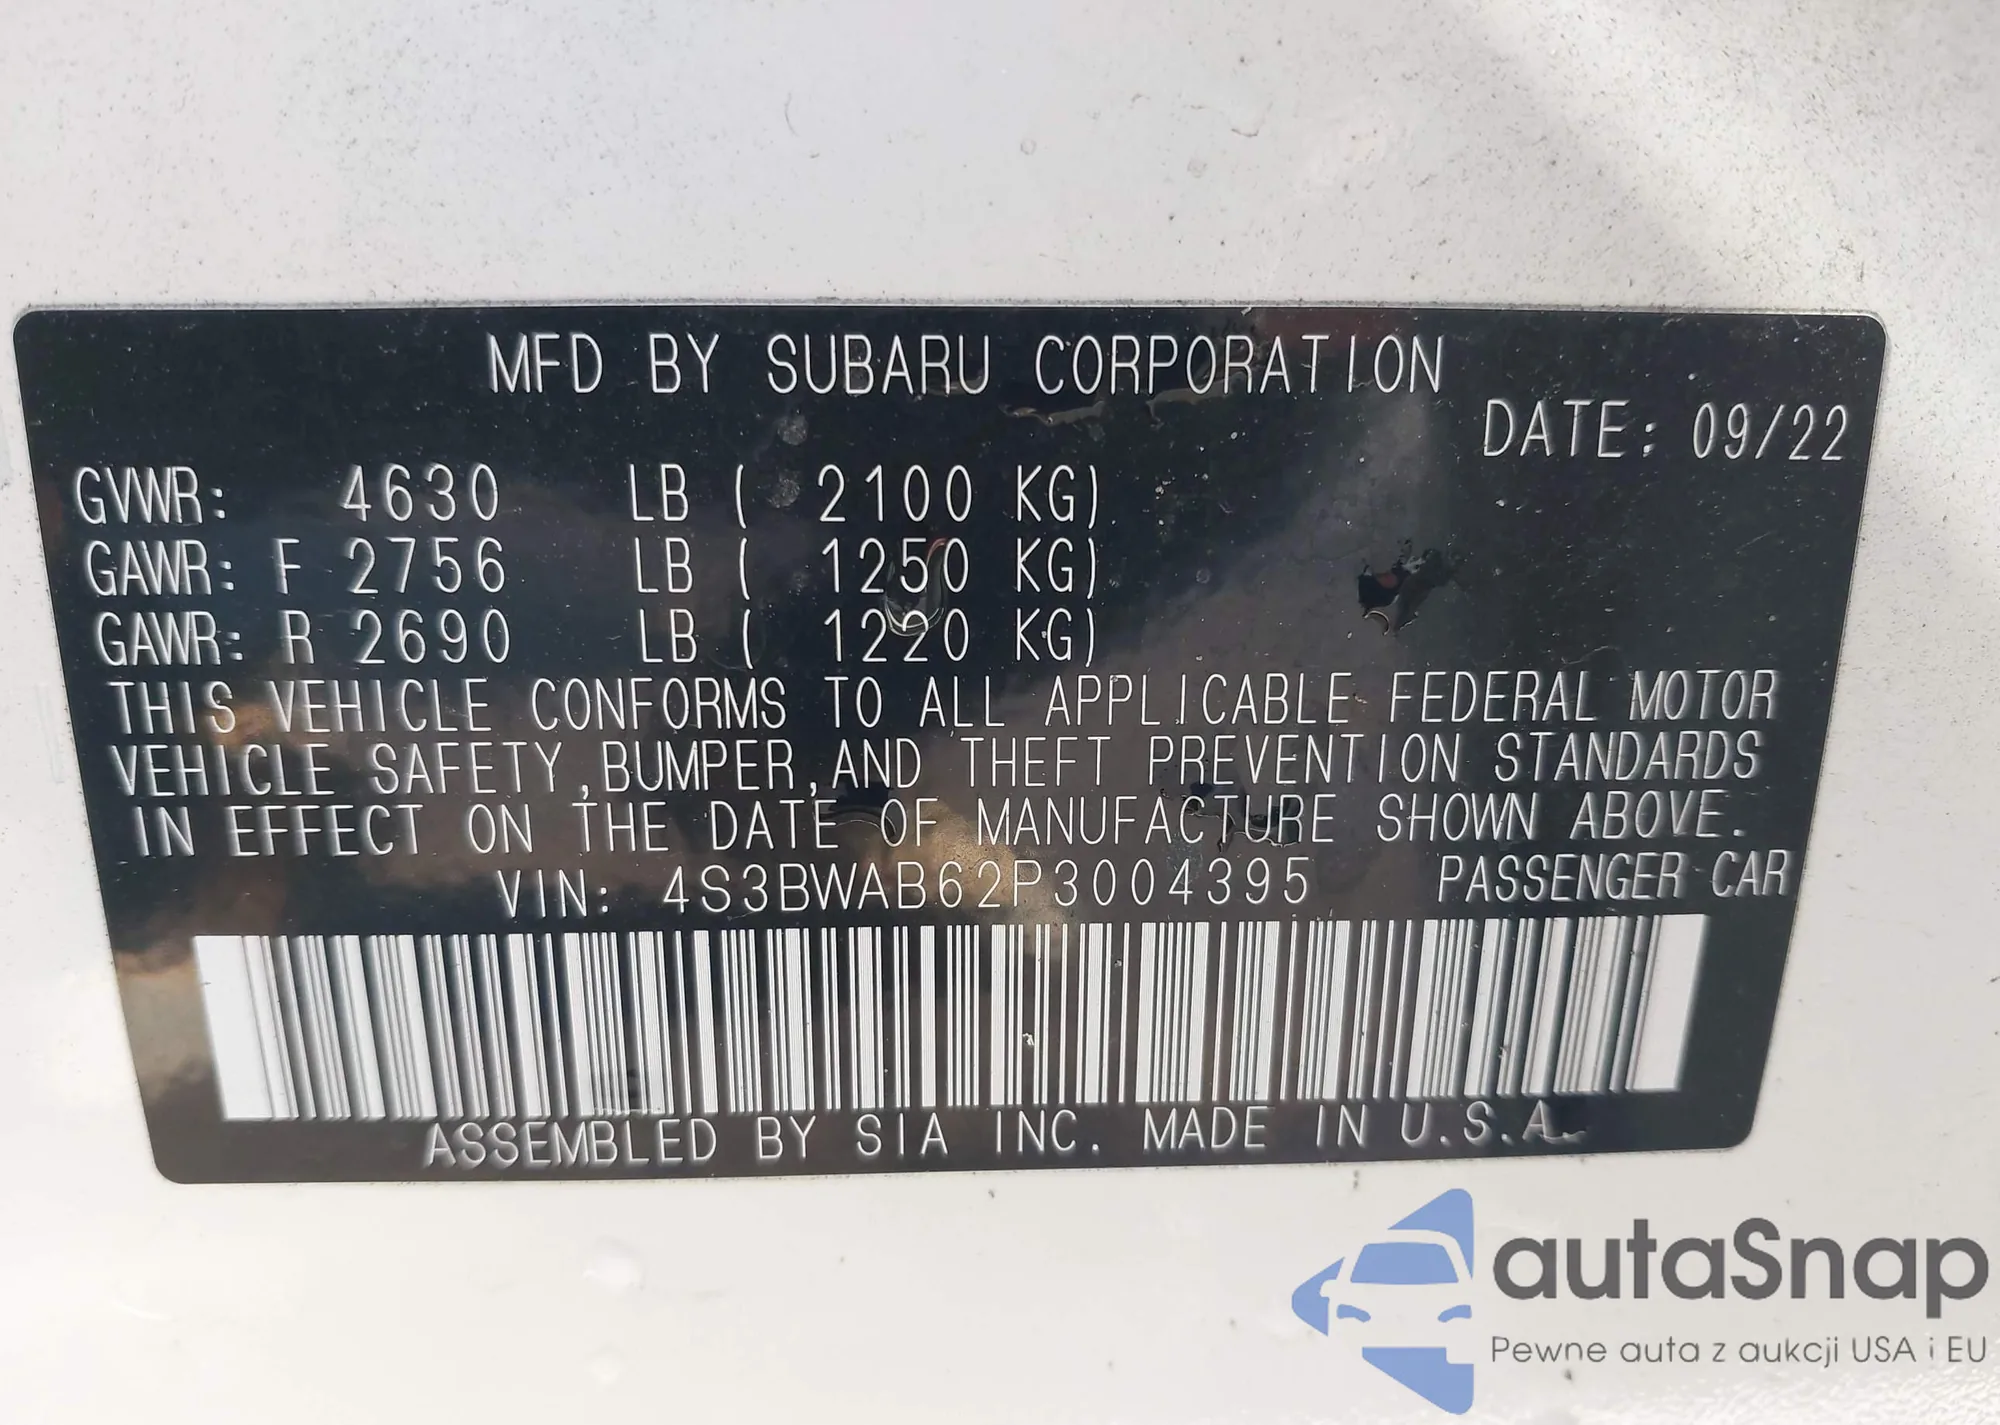 MFD BY SUBARU CORPORATION
DATE: 09/22
GVWR: 4630 LB ( 2100 KG)
GAWR: F 2756 LB ( 1250 KG)
GAWR: R 2690 LB ( 1220 KG)
THIS VEHICLE CONFORMS TO ALL APPLICABLE FEDERAL MOTOR
VEHICLE SAFETY,BUMPER,AND THEFT PREVENTION STANDARDS
IN EFFECT ON THE DATE OF MANUFACTURE SHOWN ABOVE.
VIN: 4S3BWAB62P3004395 PASSENGER CAR
ASSEMBLED BY SIA INC. MADE IN U.S.A.
autaSnap
Pewne auta z aukcji USA i EU